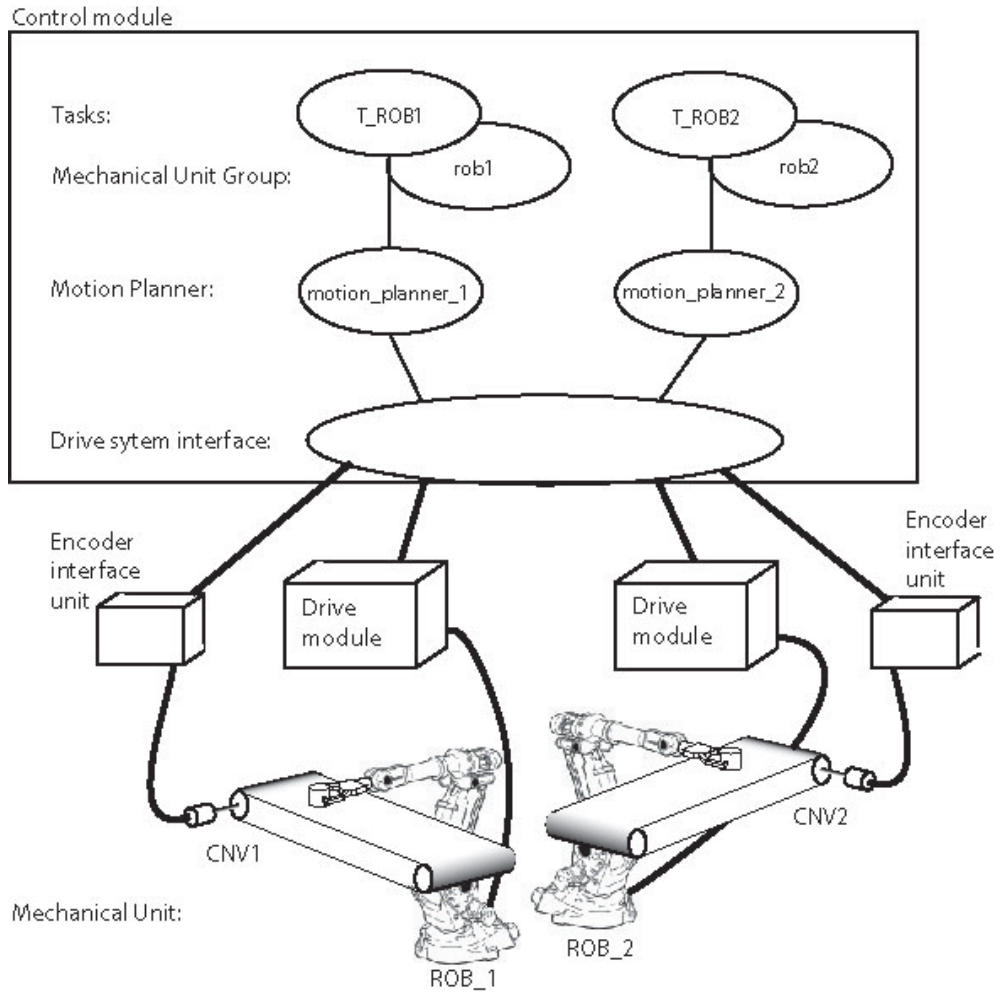 Control module
Tasks:
T_ROB1
T_ROB2
Mechanical Unit Group:
rob1
rob2
Motion Planner:
motion_planner_1
motion_planner_2
Drive sytem interface:
Encoder
interface
unit
Drive
module
Drive
module
Encoder
interface
unit
CNV1
CNV2
Mechanical Unit:
ROB_1
ROB_2